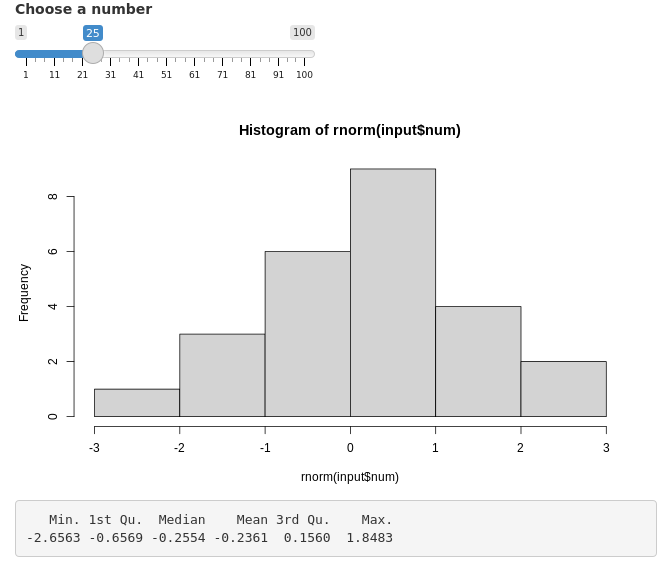 Choose a number
1 25 100
1 11 21 31 41 51 61 71 81 91 100
Histogram of rnorm(input$num)
Frequency
8
6
4
2
0
-3 -2 -1 0 1 2 3
rnorm(input$num)
Min. 1st Qu. Median Mean 3rd Qu. Max.
-2.6563 -0.6569 -0.2554 -0.2361 0.1560 1.8483